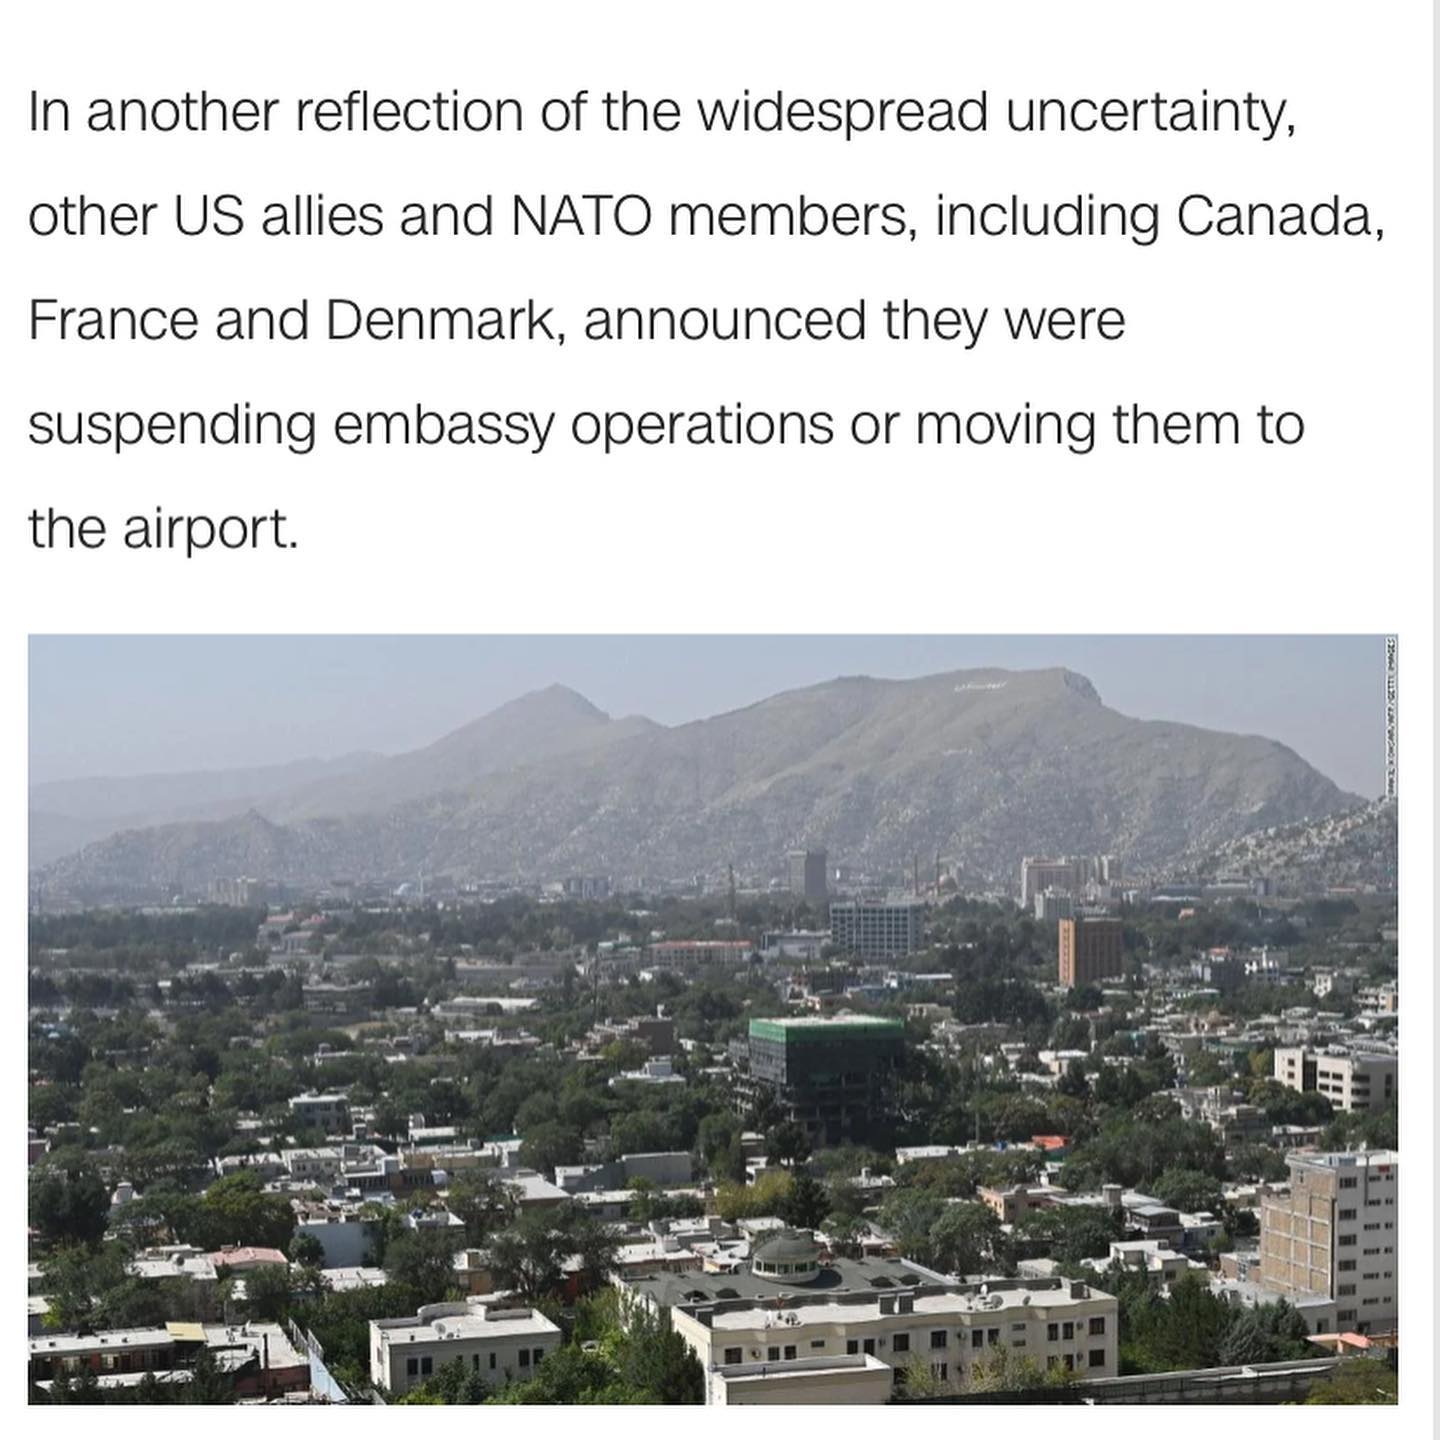 In another reflection of the widespread uncertainty,
other US allies and NATO members, including Canada,
France and Denmark, announced they were
suspending embassy operations or moving them to
the airport.
/AFP/GETTY IMAGES